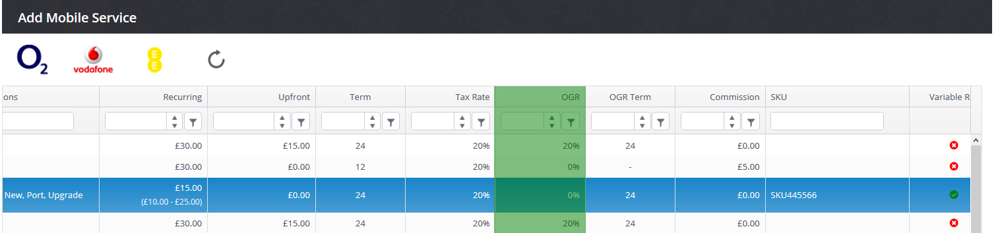 Add Mobile Service
O2 vodafone EE
ons Recurring Upfront Term Tax Rate OGR OGR Term Commission SKU Variable R
£30.00 £15.00 24 20% 20% 24 £0.00
£30.00 £0.00 12 20% 0% - £5.00
New, Port, Upgrade £15.00 (£10.00 - £25.00) £0.00 24 20% 0% 24 £0.00 SKU445566
£30.00 £15.00 24 20% 20% 24 £0.00